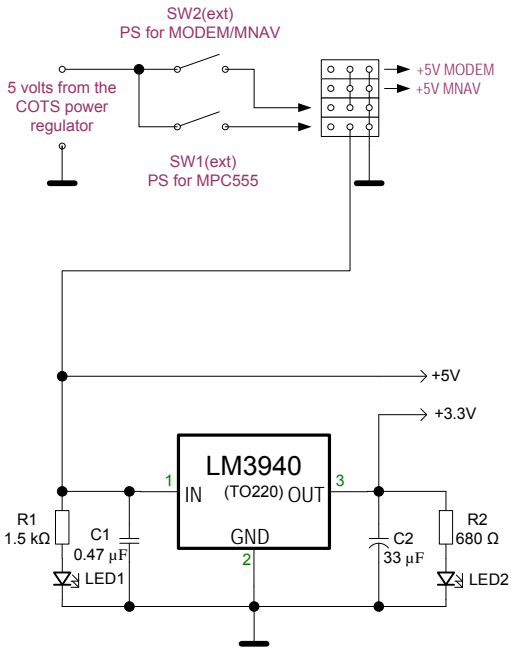 SW2(ext)
PS for MODEM/MNAV
5 volts from the
COTS power
regulator
+5V MODEM
+5V MNAV
SW1(ext)
PS for MPC555
+5V
+3.3V
LM3940
(TO220)
1
IN
OUT
3
GND
2
R1
1.5 kΩ
C1
0.47 µF
LED1
C2
33 µF
R2
680 Ω
LED2